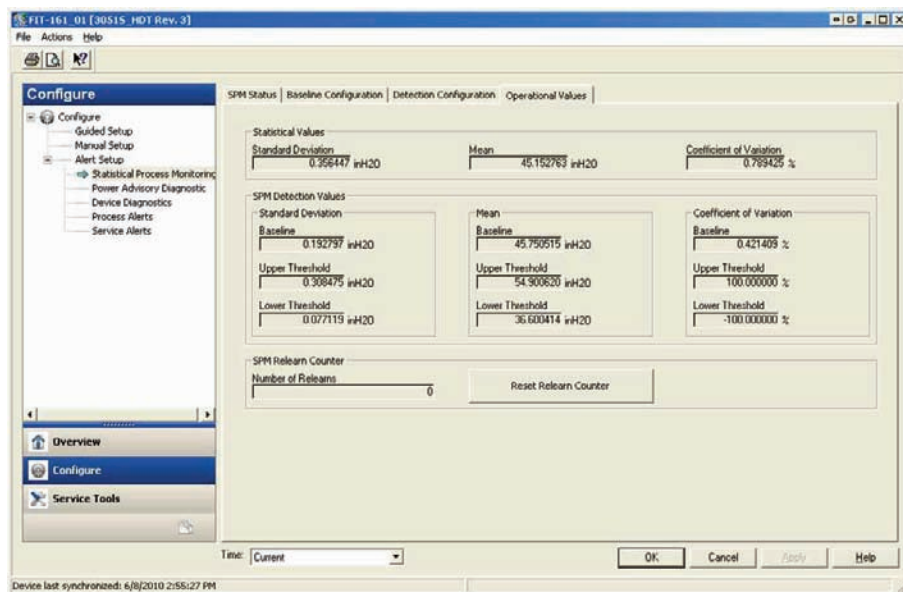 FIT-161_01 [3051S_HDT Rev. 3]
File Actions Help
Configure
Configure
Guided Setup
Manual Setup
Alert Setup
Statistical Process Monitoring
Power Advisory Diagnostic
Device Diagnostics
Process Alerts
Service Alerts
Overview
Configure
Service Tools
SPM Status Baseline Configuration Detection Configuration Operational Values
Statistical Values
Standard Deviation Mean Coefficient of Variation
0.356447 inH2O 45.152763 inH2O 0.789425 %
SPM Detection Values
Standard Deviation Mean Coefficient of Variation
Baseline Baseline Baseline
0.192797 inH2O 45.750515 inH2O 0.421409 %
Upper Threshold Upper Threshold Upper Threshold
0.308475 inH2O 54.900620 inH2O 100.000000 %
Lower Threshold Lower Threshold Lower Threshold
0.077119 inH2O 36.600414 inH2O -100.000000 %
SPM Relearn Counter
Number of Relearns
0 Reset Relearn Counter
Time: Current OK Cancel Apply Help
Device last synchronized: 6/8/2010 2:55:27 PM